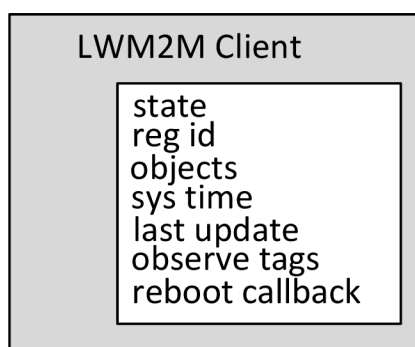 LWM2M Client
state
reg id
objects
sys time
last update
observe tags
reboot callback